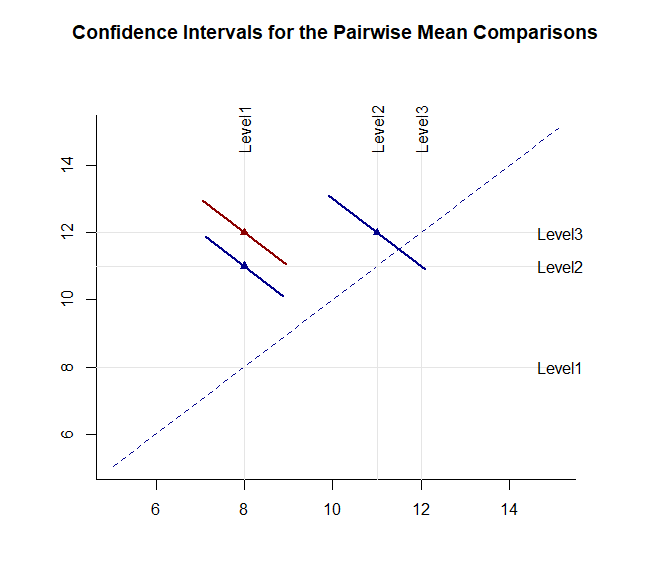 Confidence Intervals for the Pairwise Mean Comparisons
Level1
Level2
Level3
14
12
10
8
6
Level3
Level2
Level1
6 8 10 12 14